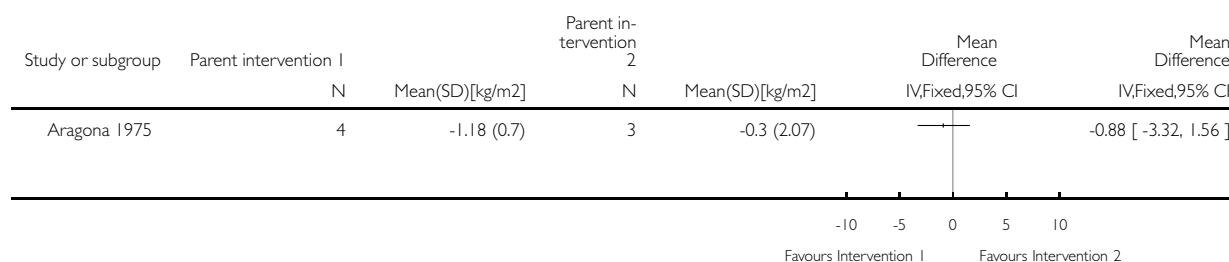 Parent in-
tervention
2
Mean
Difference
Mean
Difference
Study or subgroup Parent intervention 1
N Mean(SD)[kg/m2] N Mean(SD)[kg/m2] IV,Fixed,95% CI IV,Fixed,95% CI
Aragona 1975 4 -1.18 (0.7) 3 -0.3 (2.07) -0.88 [ -3.32, 1.56 ]
-10 -5 0 5 10
Favours Intervention 1 Favours Intervention 2